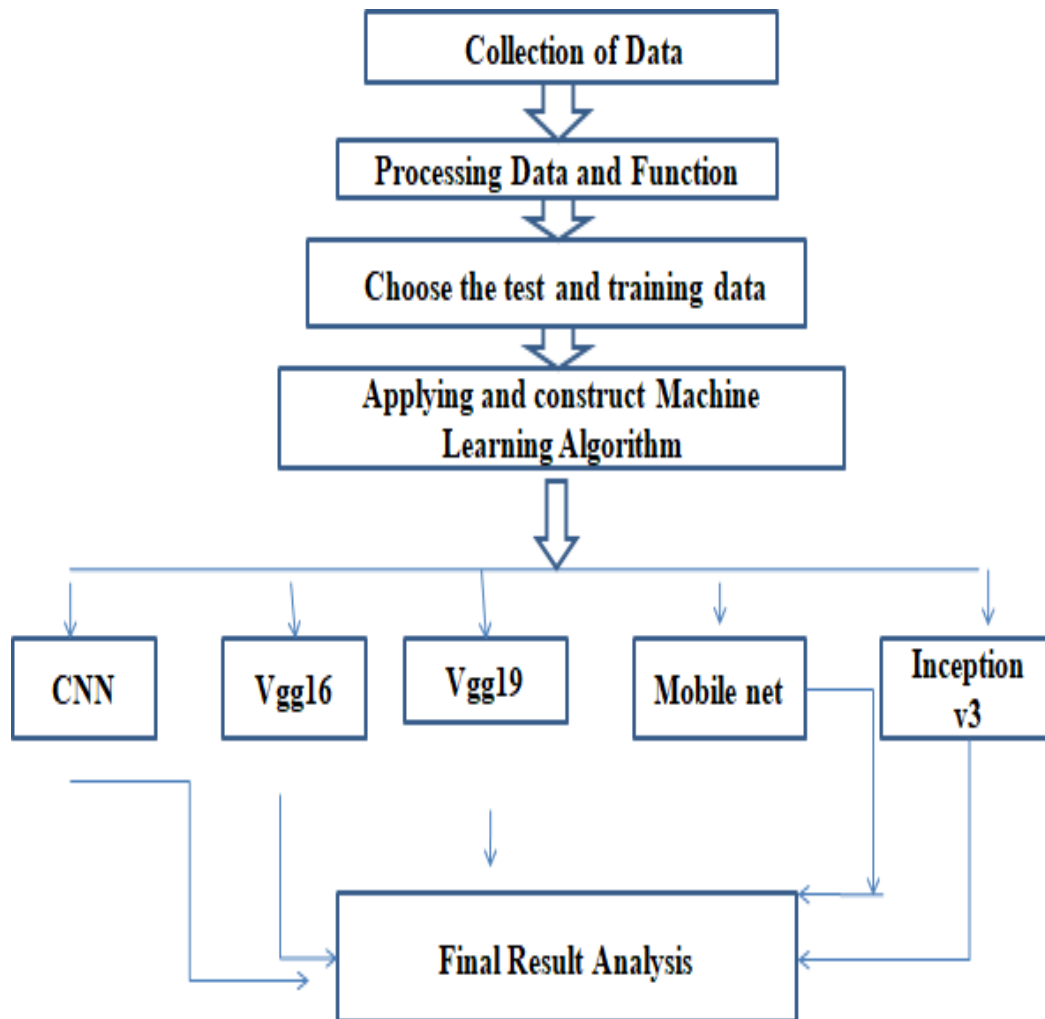 Collection of Data
Processing Data and Function
Choose the test and training data
Applying and construct Machine
Learning Algorithm
CNN
Vgg16
Vgg19
Mobile net
Inception
v3
Final Result Analysis